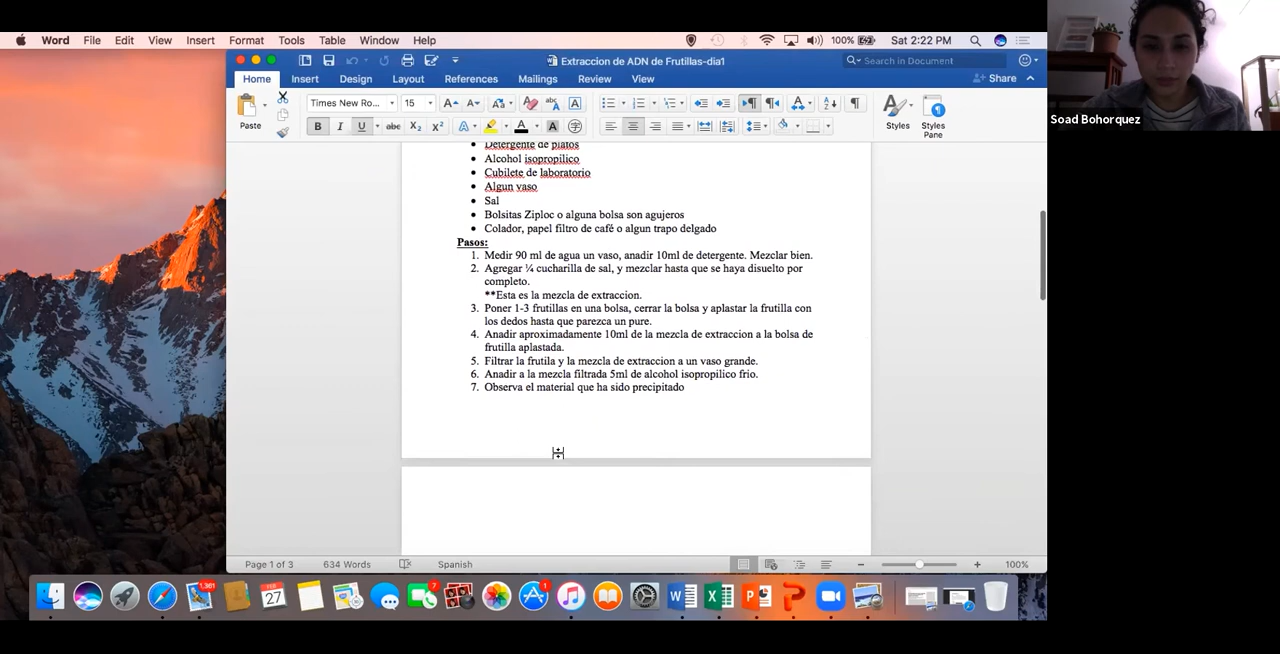 Word File Edit View Insert Format Tools Table Window Help
100% Sat 2:22 PM
Extraccion de ADN de Frutillas-dia1
Search in Document
Home Insert Design Layout References Mailings Review View
Share
Paste
Times New Ro... 15
Styles Styles Pane
Soad Bohorquez
Detergente de platos
Alcohol isopropilico
Cubilete de laboratorio
Algun vaso
Sal
Bolsitas Ziploc o alguna bolsa son agujeros
Colador, papel filtro de café o algun trapo delgado
Pasos:
1. Medir 90 ml de agua un vaso, anadir 10ml de detergente. Mezclar bien.
2. Agregar ¼ cucharilla de sal, y mezclar hasta que se haya disuelto por
completo.
**Esta es la mezcla de extraccion.
3. Poner 1-3 frutillas en una bolsa, cerrar la bolsa y aplastar la frutilla con
los dedos hasta que parezca un pure.
4. Anadir aproximadamente 10ml de la mezcla de extraccion a la bolsa de
frutilla aplastada.
5. Filtrar la frutila y la mezcla de extraccion a un vaso grande.
6. Anadir a la mezcla filtrada 5ml de alcohol isopropilico frio.
7. Observa el material que ha sido precipitado
Page 1 of 3 634 Words Spanish 100%
1,361
FEB
27
7
1